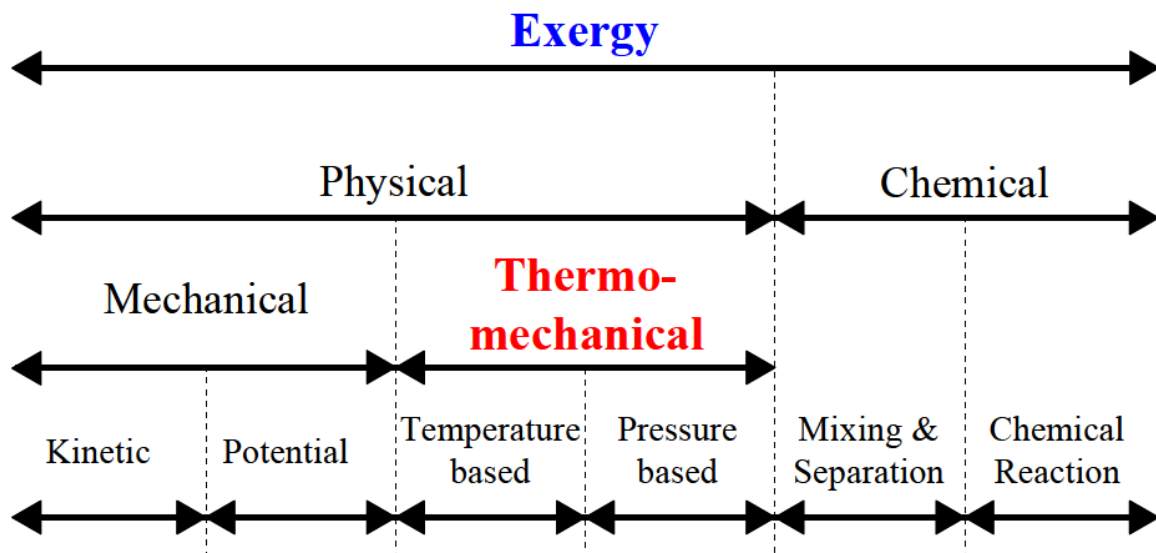 Exergy
Physical
Chemical
Mechanical
Thermo-
mechanical
Kinetic
Potential
Temperature
based
Pressure
based
Mixing &
Separation
Chemical
Reaction